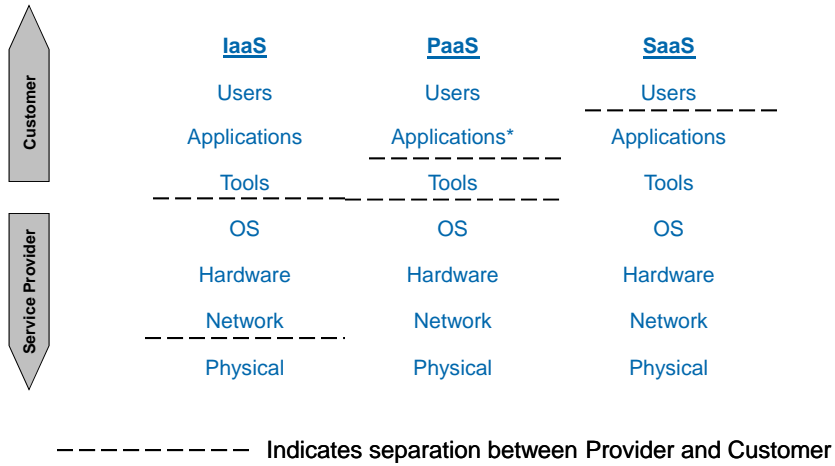 Customer
Service Provider
IaaS PaaS SaaS
Users Users Users
Applications Applications* Applications
Tools Tools Tools
OS OS OS
Hardware Hardware Hardware
Network Network Network
Physical Physical Physical
Indicates separation between Provider and Customer